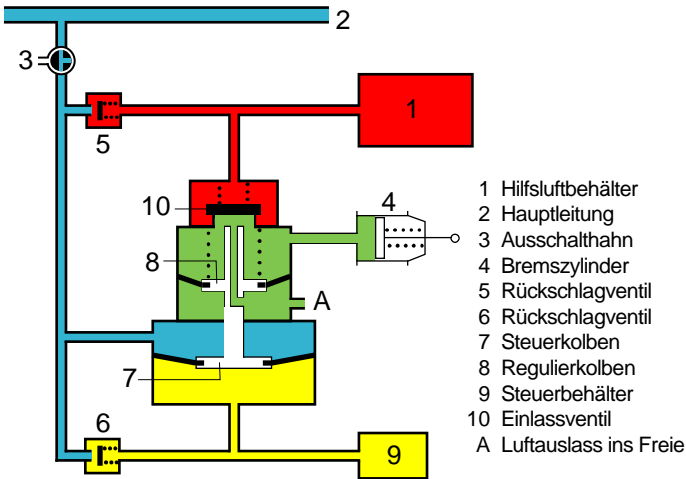 2
3
1
5
10
4
8
A
7
6
9
1 Hilfsluftbehälter
2 Hauptleitung
3 Ausschalthahn
4 Bremszylinder
5 Rückschlagventil
6 Rückschlagventil
7 Steuerkolben
8 Regulierkolben
9 Steuerbehälter
10 Einlassventil
A Luftauslass ins Freie